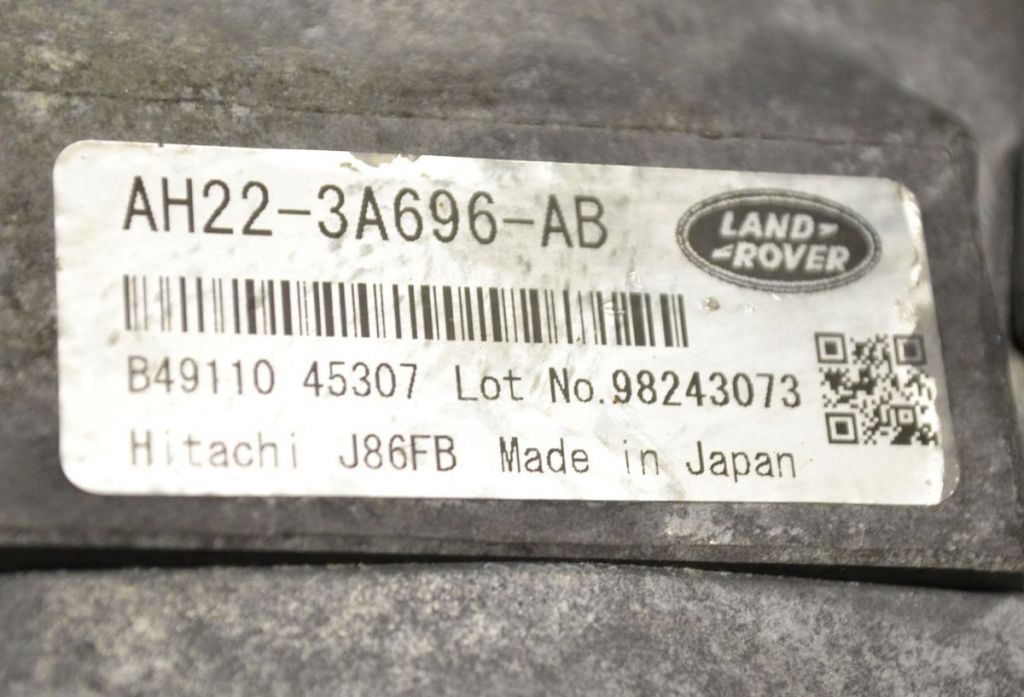 AH22-3A696-AB
LAND
ROVER
B49110 45307 Lot No.98243073
Hitachi J86FB Made in Japan